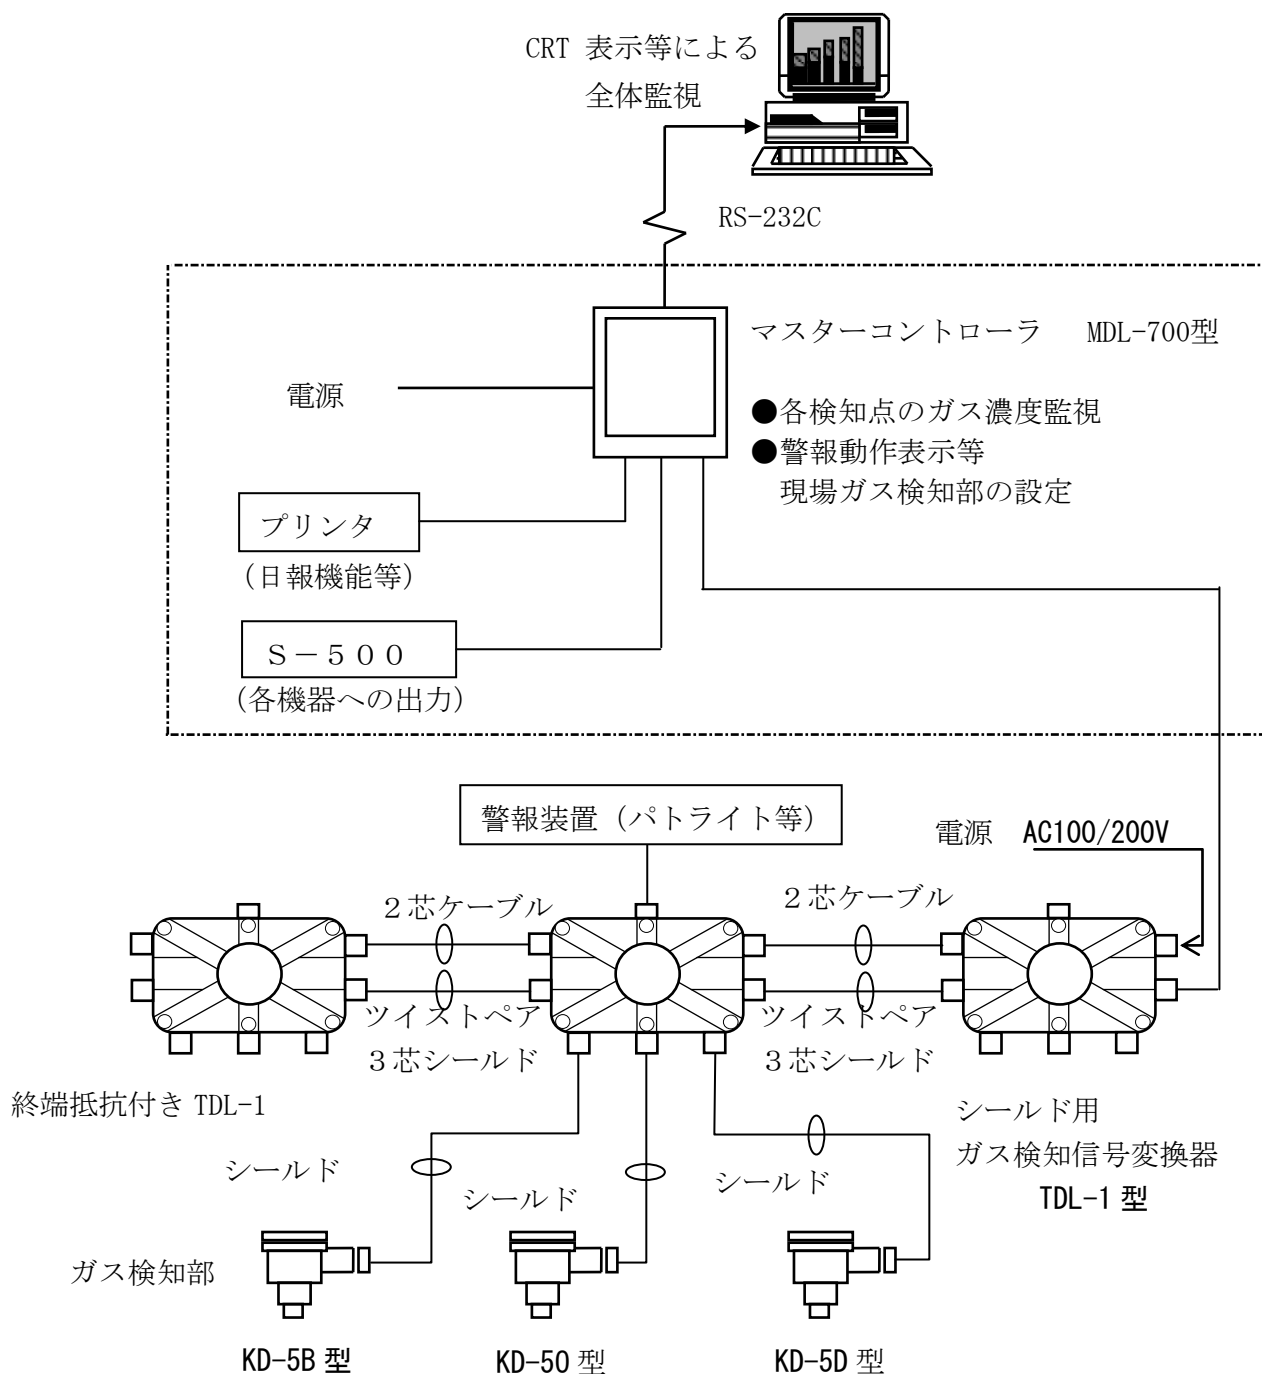 CRT 表示等による
全体監視
RS-232C
マスターコントローラ　MDL-700型
電源
●各検知点のガス濃度監視
●警報動作表示等
現場ガス検知部の設定
プリンタ
(日報機能等)
Ｓ－５００
(各機器への出力)
警報装置（パトライト等）
電源　AC100/200V
２芯ケーブル
２芯ケーブル
ツイストペア
３芯シールド
ツイストペア
３芯シールド
終端抵抗付き TDL-1
シールド用
ガス検知信号変換器
TDL-1 型
シールド
シールド
シールド
ガス検知部
KD-5B 型
KD-50 型
KD-5D 型